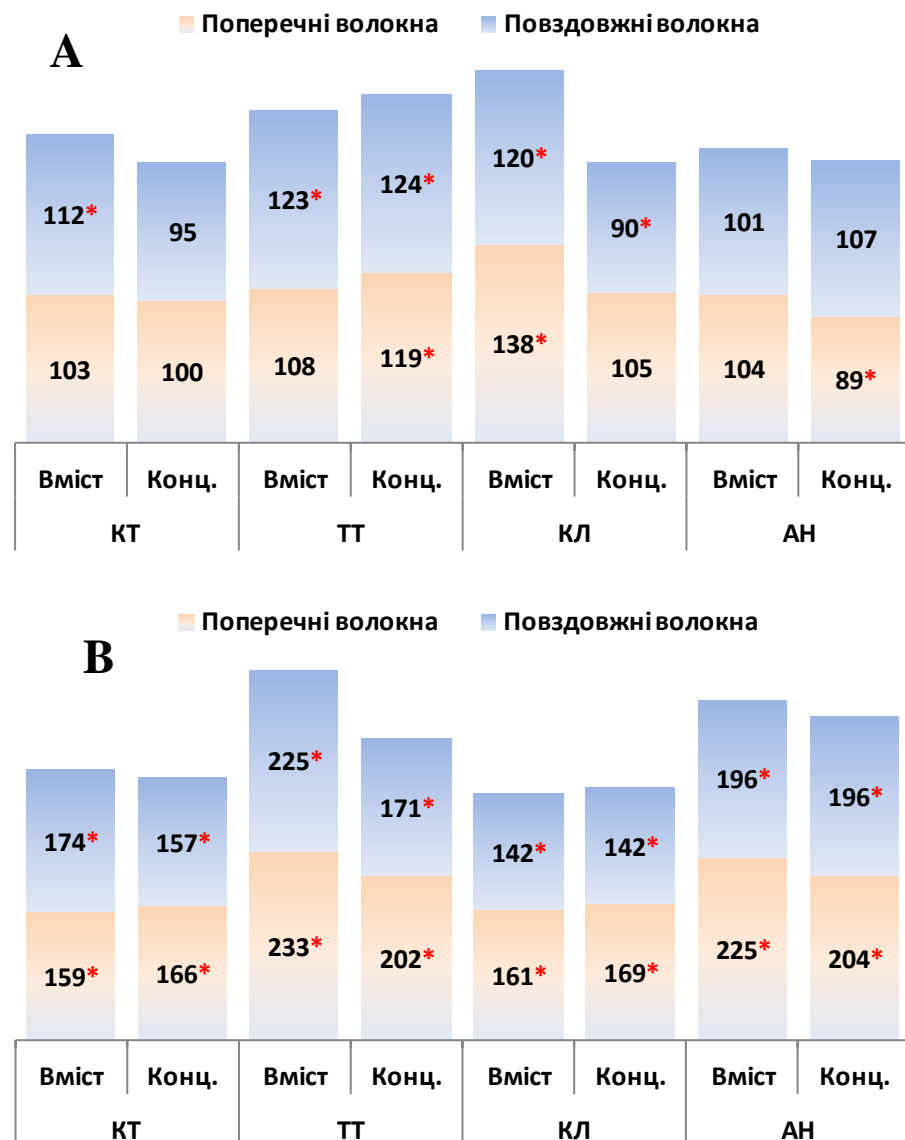 Поперечні волокна Повздовжні волокна
A
112* 95 123* 124* 120* 90* 101 107
103 100 108 119* 138* 105 104 89*
Вміст Конц. Вміст Конц. Вміст Конц. Вміст Конц.
КТ ТТ КЛ АН
Поперечні волокна Повздовжні волокна
B
174* 157* 225* 171* 142* 142* 196* 196*
159* 166* 233* 202* 161* 169* 225* 204*
Вміст Конц. Вміст Конц. Вміст Конц. Вміст Конц.
КТ ТТ КЛ АН